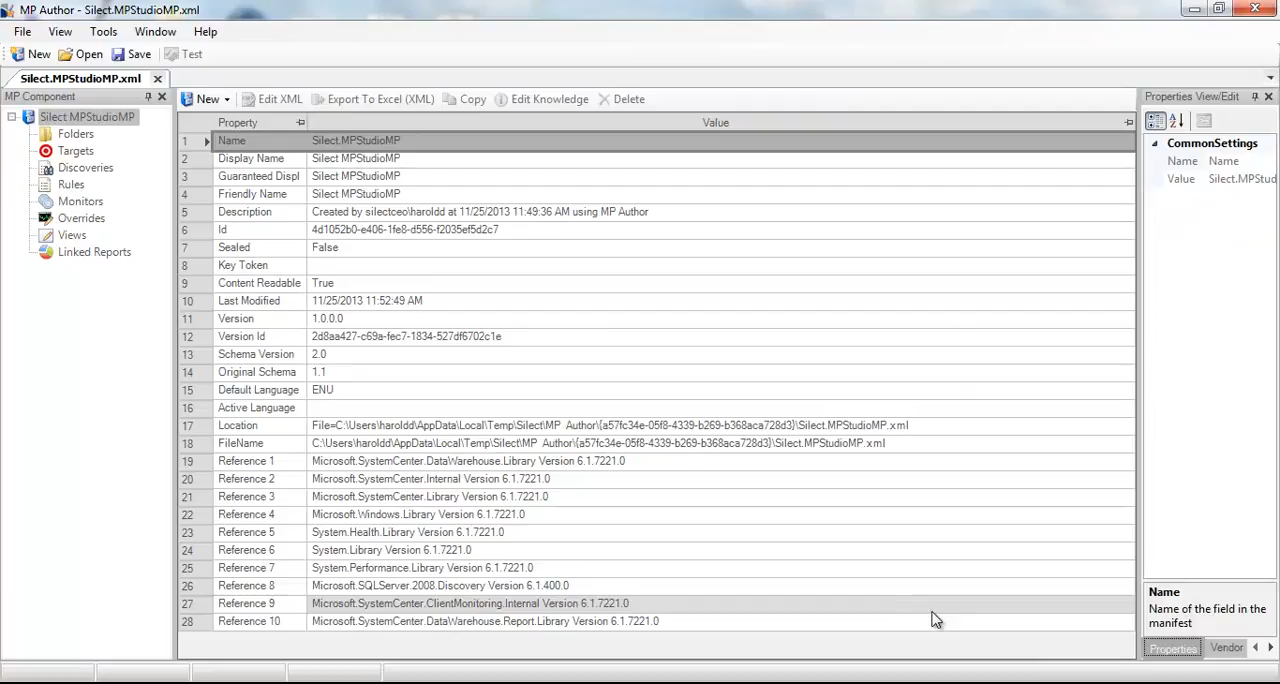 MP Author - Silect.MPStudioMP.xml
File View Tools Window Help
New Open Save Test
Silect.MPStudioMP.xml
MP Component
New Edit XML Export To Excel (XML) Copy Edit Knowledge Delete
Properties View/Edit
Silect MPStudioMP
Folders
Targets
Discoveries
Rules
Monitors
Overrides
Views
Linked Reports
Property Value
1 Name Silect.MPStudioMP
2 Display Name Silect MPStudioMP
3 Guaranteed Displ Silect MPStudioMP
4 Friendly Name Silect MPStudioMP
5 Description Created by silectceo\haroldd at 11/25/2013 11:49:36 AM using MP Author
6 Id 4d1052b0-e406-1fe8-d556-f2035ef5d2c7
7 Sealed False
8 Key Token
9 Content Readable True
10 Last Modified 11/25/2013 11:52:49 AM
11 Version 1.0.0.0
12 Version Id 2d8aa427-c69a-fec7-1834-527df6702c1e
13 Schema Version 2.0
14 Original Schema 1.1
15 Default Language ENU
16 Active Language
17 Location File=C:\Users\haroldd\AppData\Local\Temp\Silect\MP Author\{a57fc34e-05f8-4339-b269-b368aca728d3}\Silect.MPStudioMP.xml
18 FileName C:\Users\haroldd\AppData\Local\Temp\Silect\MP Author\{a57fc34e-05f8-4339-b269-b368aca728d3}\Silect.MPStudioMP.xml
19 Reference 1 Microsoft.SystemCenter.DataWarehouse.Library Version 6.1.7221.0
20 Reference 2 Microsoft.SystemCenter.Internal Version 6.1.7221.0
21 Reference 3 Microsoft.SystemCenter.Library Version 6.1.7221.0
22 Reference 4 Microsoft.Windows.Library Version 6.1.7221.0
23 Reference 5 System.Health.Library Version 6.1.7221.0
24 Reference 6 System.Library Version 6.1.7221.0
25 Reference 7 System.Performance.Library Version 6.1.7221.0
26 Reference 8 Microsoft.SQLServer.2008.Discovery Version 6.1.400.0
27 Reference 9 Microsoft.SystemCenter.ClientMonitoring.Internal Version 6.1.7221.0
28 Reference 10 Microsoft.SystemCenter.DataWarehouse.Report.Library Version 6.1.7221.0
CommonSettings
Name Name
Value Silect.MPStud
Name
Name of the field in the
manifest
Properties Vendor